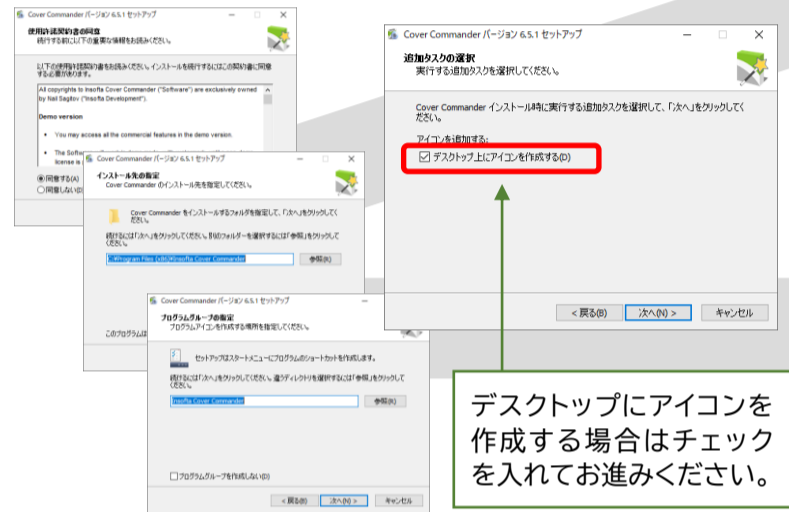 Cover Commander バージョン 6.5.1 セットアップ
使用許諾契約書の同意
続行する前に以下の重要な情報をお読みください。
以下の使用許諾契約書をお読みください。インストールを続行するにはこの契約書に同意
する必要があります。
All copyrights to Insofta Cover Commander ("Software") are exclusively owned
by Nail Sagitov ("Insofta Development").
Demo version
• You may access all the commercial features in the demo version.
• The Softw
license is
同意する(A)
同意しない(D)
Cover Commander バージョン 6.5.1 セットアップ
インストール先の指定
Cover Commander のインストール先を指定してください。
Cover Commander をインストールするフォルダを指定して、「次へ」をクリックしてく
ださい。
続けるには「次へ」をクリックしてください。別のフォルダーを選択するには「参照」をクリックして
ください。
C:¥Program Files (x86)¥Insofta Cover Commander
参照(R)
このプログラムは
Cover Commander バージョン 6.5.1 セットアップ
プログラムグループの指定
プログラムアイコンを作成する場所を指定してください。
セットアップはスタートメニューにプログラムのショートカットを作成します。
続けるには「次へ」をクリックしてください。違うディレクトリを選択するには「参照」をクリックして
ください。
Insofta Cover Commander
参照(R)
プログラムグループを作成しない(D)
< 戻る(B)
次へ(N) >
キャンセル
Cover Commander バージョン 6.5.1 セットアップ
追加タスクの選択
実行する追加タスクを選択してください。
Cover Commander インストール時に実行する追加タスクを選択して、「次へ」をクリックしてく
ださい。
アイコンを追加する:
デスクトップ上にアイコンを作成する(D)
< 戻る(B)
次へ(N) >
キャンセル
デスクトップにアイコンを
作成する場合はチェック
を入れてお進みください。